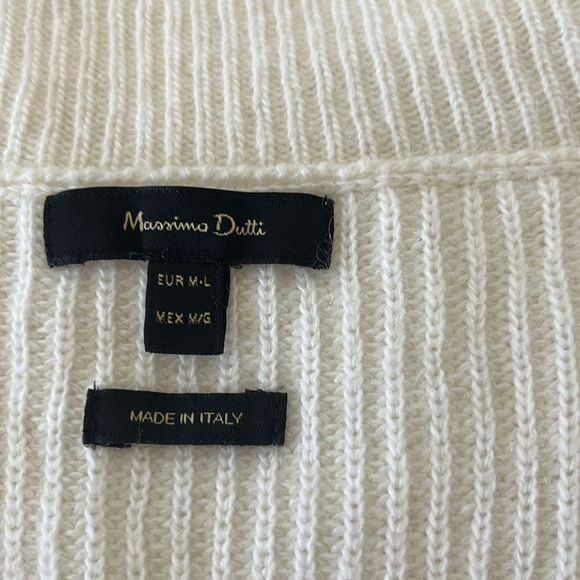 Massimo Dutti
EUR M-L
MEX M/G
MADE IN ITALY